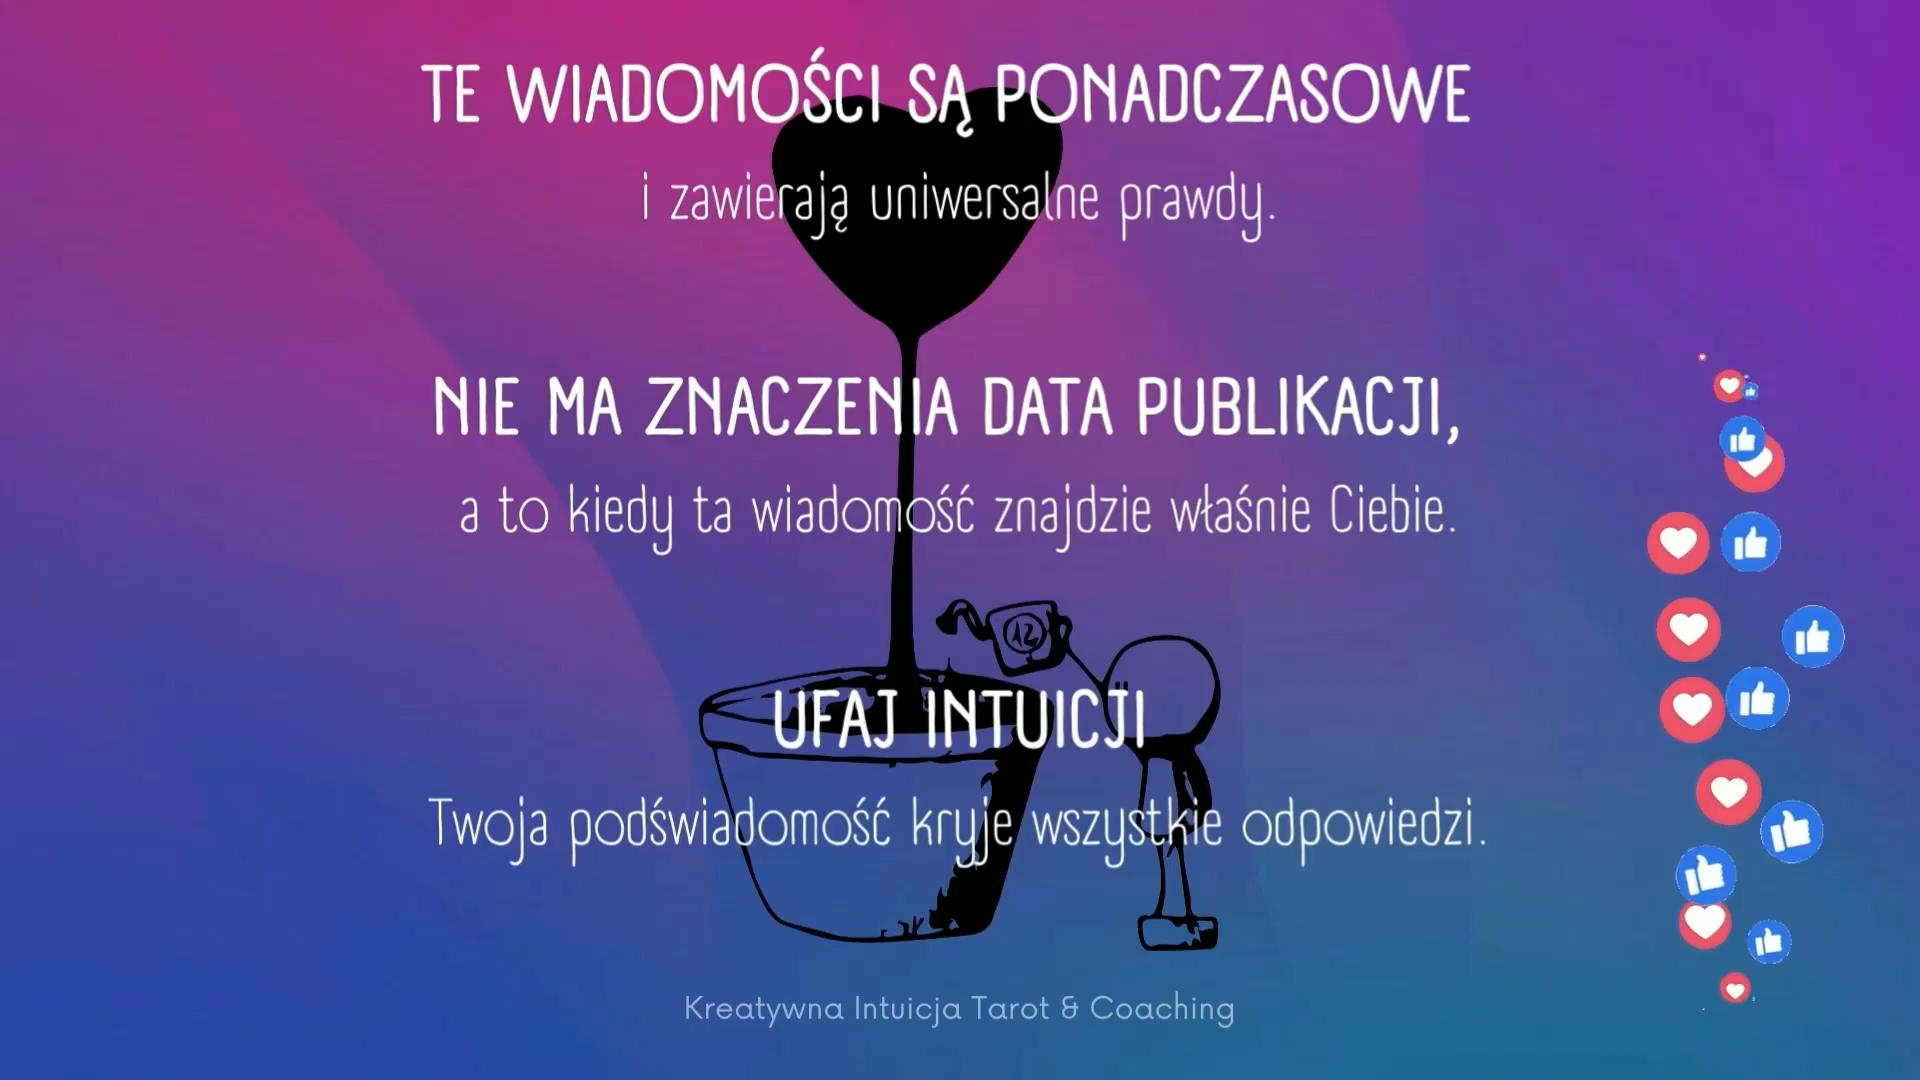 TE WIADOMOŚCI SĄ PONADCZASOWE
i zawierają uniwersalne prawdy.
NIE MA ZNACZENIA DATA PUBLIKACJI,
a to kiedy ta wiadomość znajdzie właśnie Ciebie.
12
UFAJ INTUICJI
Twoja podświadomość kryje wszystkie odpowiedzi.
Kreatywna Intuicja Tarot & Coaching